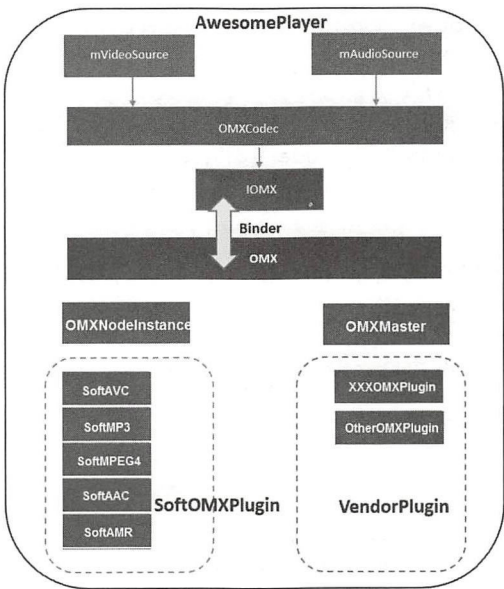 AwesomePlayer
mVideoSource
mAudioSource
OMXCodec
IOMX
Binder
OMX
OMXNodeInstance
OMXMaster
SoftAVC
SoftMP3
SoftMPEG4
SoftAAC
SoftAMR
SoftOMXPlugin
XXXOMXPlugin
OtherOMXPlugin
VendorPlugin